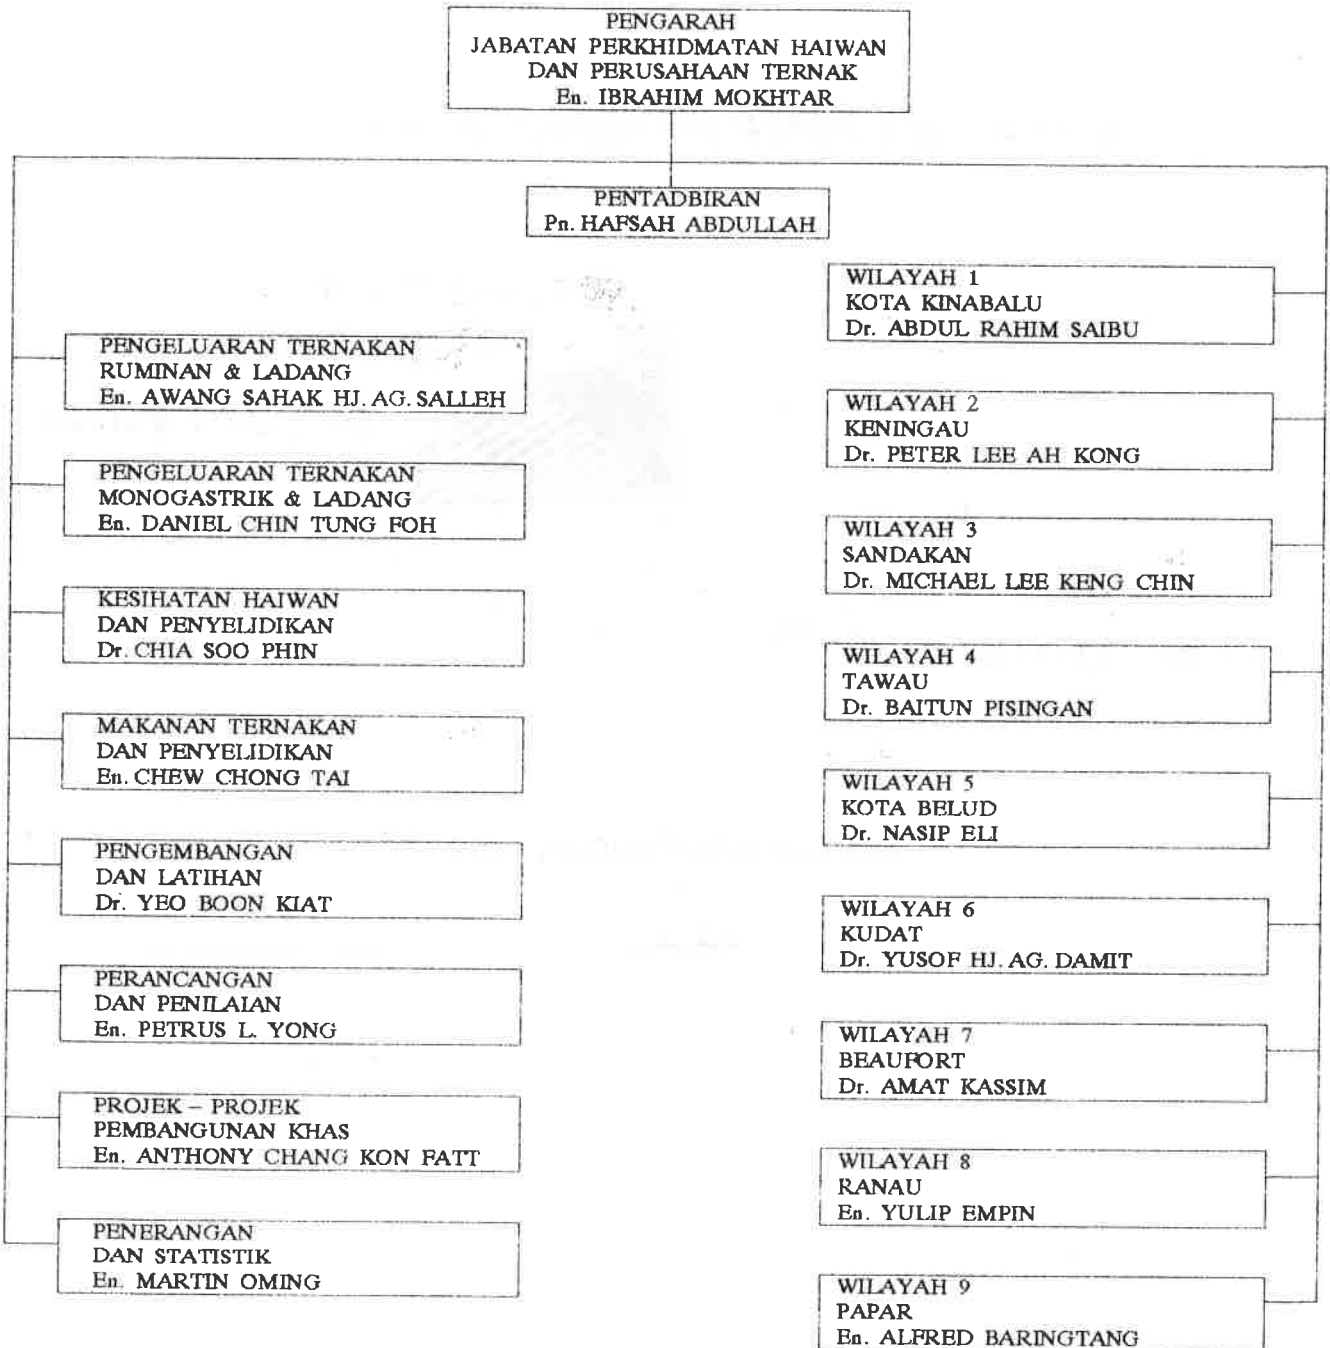 PENGARAH
JABATAN PERKHIDMATAN HAIWAN
DAN PERUSAHAAN TERNAK
En. IBRAHIM MOKHTAR
PENTADBIRAN
Pn. HAFSAH ABDULLAH
PENGELUARAN TERNAKAN
RUMINAN & LADANG
En. AWANG SAHAK HJ. AG. SALLEH
PENGELUARAN TERNAKAN
MONOGASTRIK & LADANG
En. DANIEL CHIN TUNG FOH
KESIHATAN HAIWAN
DAN PENYELIDIKAN
Dr. CHIA SOO PHIN
MAKANAN TERNAKAN
DAN PENYELIDIKAN
En. CHEW CHONG TAI
PENGEMBANGAN
DAN LATIHAN
Dr. YEO BOON KIAT
PERANCANGAN
DAN PENILAIAN
En. PETRUS L. YONG
PROJEK – PROJEK
PEMBANGUNAN KHAS
En. ANTHONY CHANG KON FATT
PENERANGAN
DAN STATISTIK
En. MARTIN OMING
WILAYAH 1
KOTA KINABALU
Dr. ABDUL RAHIM SAIBU
WILAYAH 2
KENINGAU
Dr. PETER LEE AH KONG
WILAYAH 3
SANDAKAN
Dr. MICHAEL LEE KENG CHIN
WILAYAH 4
TAWAU
Dr. BAITUN PISINGAN
WILAYAH 5
KOTA BELUD
Dr. NASIP ELI
WILAYAH 6
KUDAT
Dr. YUSOF HJ. AG. DAMIT
WILAYAH 7
BEAUFORT
Dr. AMAT KASSIM
WILAYAH 8
RANAU
En. YULIP EMPIN
WILAYAH 9
PAPAR
En. ALFRED BARINGTANG